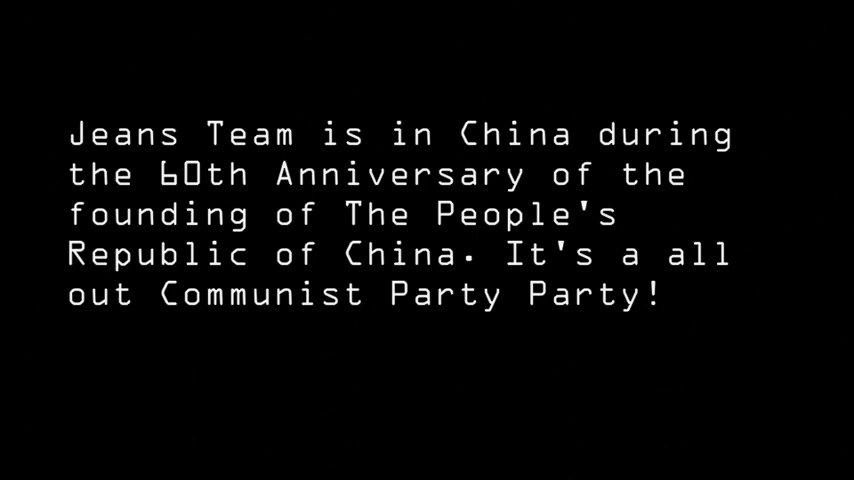 Jeans Team is in China during
the 60th Anniversary of the
founding of The People's
Republic of China. It's a all
out Communist Party Party!